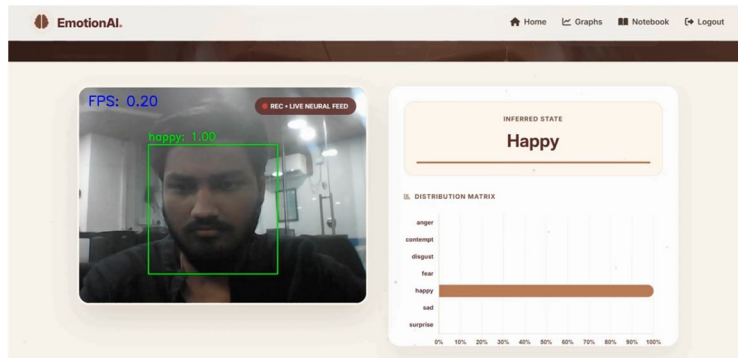 EmotionAI.
Home Graphs Notebook Logout
FPS: 0.20
REC • LIVE NEURAL FEED
happy: 1.00
INFERRED STATE
Happy
DISTRIBUTION MATRIX
anger
contempt
disgust
fear
happy
sad
surprise
0% 10% 20% 30% 40% 50% 60% 70% 80% 90% 100%